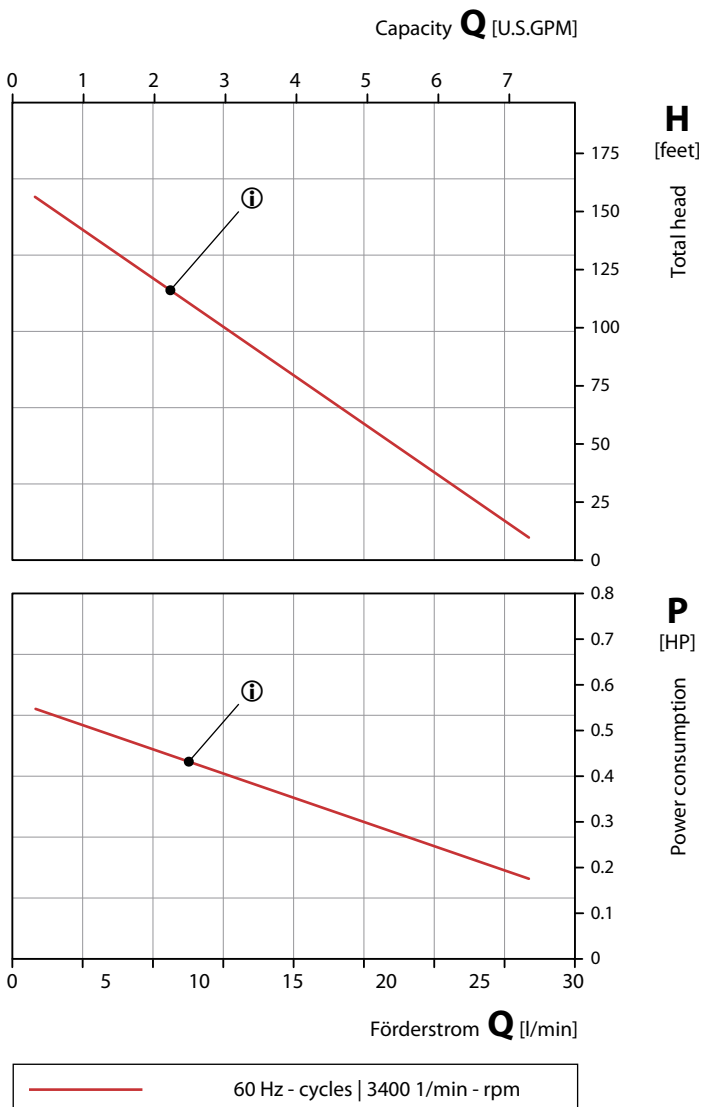 Capacity Q [U.S.GPM]
0 1 2 3 4 5 6 7
H
[feet]
Total head
175
150
125
100
75
50
25
0
ⓘ
P
[HP]
Power consumption
0.8
0.7
0.6
0.5
0.4
0.3
0.2
0.1
0
ⓘ
0 5 10 15 20 25 30
Förderstrom Q [l/min]
60 Hz - cycles | 3400 1/min - rpm